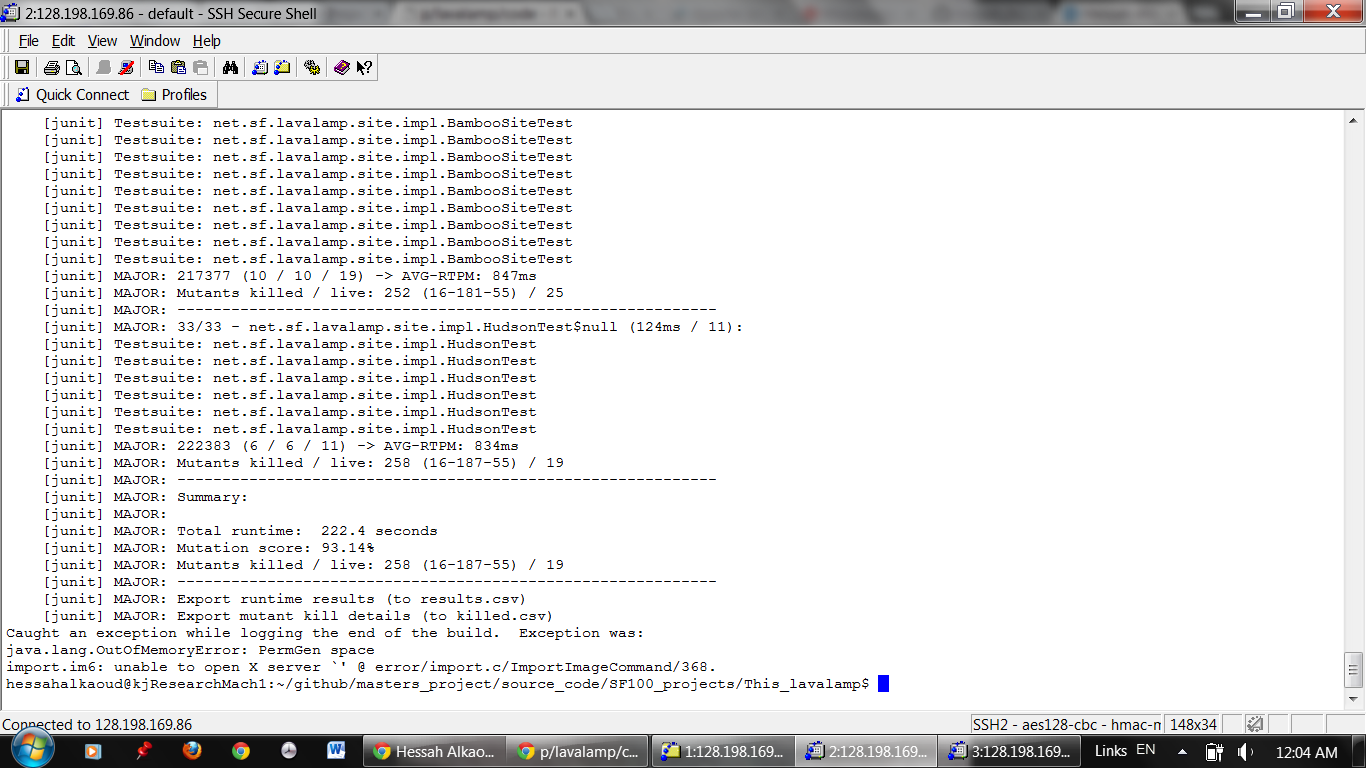 2:128.198.169.86 - default - SSH Secure Shell
File Edit View Window Help
Quick Connect Profiles
[junit] Testsuite: net.sf.lavalamp.site.impl.BambooSiteTest
[junit] Testsuite: net.sf.lavalamp.site.impl.BambooSiteTest
[junit] Testsuite: net.sf.lavalamp.site.impl.BambooSiteTest
[junit] Testsuite: net.sf.lavalamp.site.impl.BambooSiteTest
[junit] Testsuite: net.sf.lavalamp.site.impl.BambooSiteTest
[junit] Testsuite: net.sf.lavalamp.site.impl.BambooSiteTest
[junit] Testsuite: net.sf.lavalamp.site.impl.BambooSiteTest
[junit] Testsuite: net.sf.lavalamp.site.impl.BambooSiteTest
[junit] Testsuite: net.sf.lavalamp.site.impl.BambooSiteTest
[junit] MAJOR: 217377 (10 / 10 / 19) -> AVG-RTPM: 847ms
[junit] MAJOR: Mutants killed / live: 252 (16-181-55) / 25
[junit] MAJOR: ------------------------------------------------------------
[junit] MAJOR: 33/33 - net.sf.lavalamp.site.impl.HudsonTest$null (124ms / 11):
[junit] Testsuite: net.sf.lavalamp.site.impl.HudsonTest
[junit] Testsuite: net.sf.lavalamp.site.impl.HudsonTest
[junit] Testsuite: net.sf.lavalamp.site.impl.HudsonTest
[junit] Testsuite: net.sf.lavalamp.site.impl.HudsonTest
[junit] Testsuite: net.sf.lavalamp.site.impl.HudsonTest
[junit] Testsuite: net.sf.lavalamp.site.impl.HudsonTest
[junit] MAJOR: 222383 (6 / 6 / 11) -> AVG-RTPM: 834ms
[junit] MAJOR: Mutants killed / live: 258 (16-187-55) / 19
[junit] MAJOR: ------------------------------------------------------------
[junit] MAJOR: Summary:
[junit] MAJOR:
[junit] MAJOR: Total runtime:  222.4 seconds
[junit] MAJOR: Mutation score: 93.14%
[junit] MAJOR: Mutants killed / live: 258 (16-187-55) / 19
[junit] MAJOR: ------------------------------------------------------------
[junit] MAJOR: Export runtime results (to results.csv)
[junit] MAJOR: Export mutant kill details (to killed.csv)
Caught an exception while logging the end of the build.  Exception was:
java.lang.OutOfMemoryError: PermGen space
import.im6: unable to open X server `' @ error/import.c/ImportImageCommand/368.
hessahalkaoud@kjResearchMach1:~/github/masters_project/source_code/SF100_projects/This_lavalamp$
Connected to 128.198.169.86 SSH2 - aes128-cbc - hmac-m 148x34
Hessah Alkao... p/lavalamp/c... 1:128.198.169... 2:128.198.169... 3:128.198.169... Links EN 12:04 AM